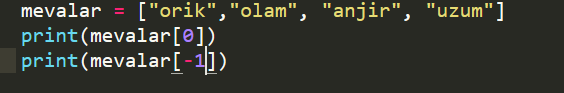 mevalar = ["orik","olam", "anjir", "uzum"]
print(mevalar[0])
print(mevalar[-1])